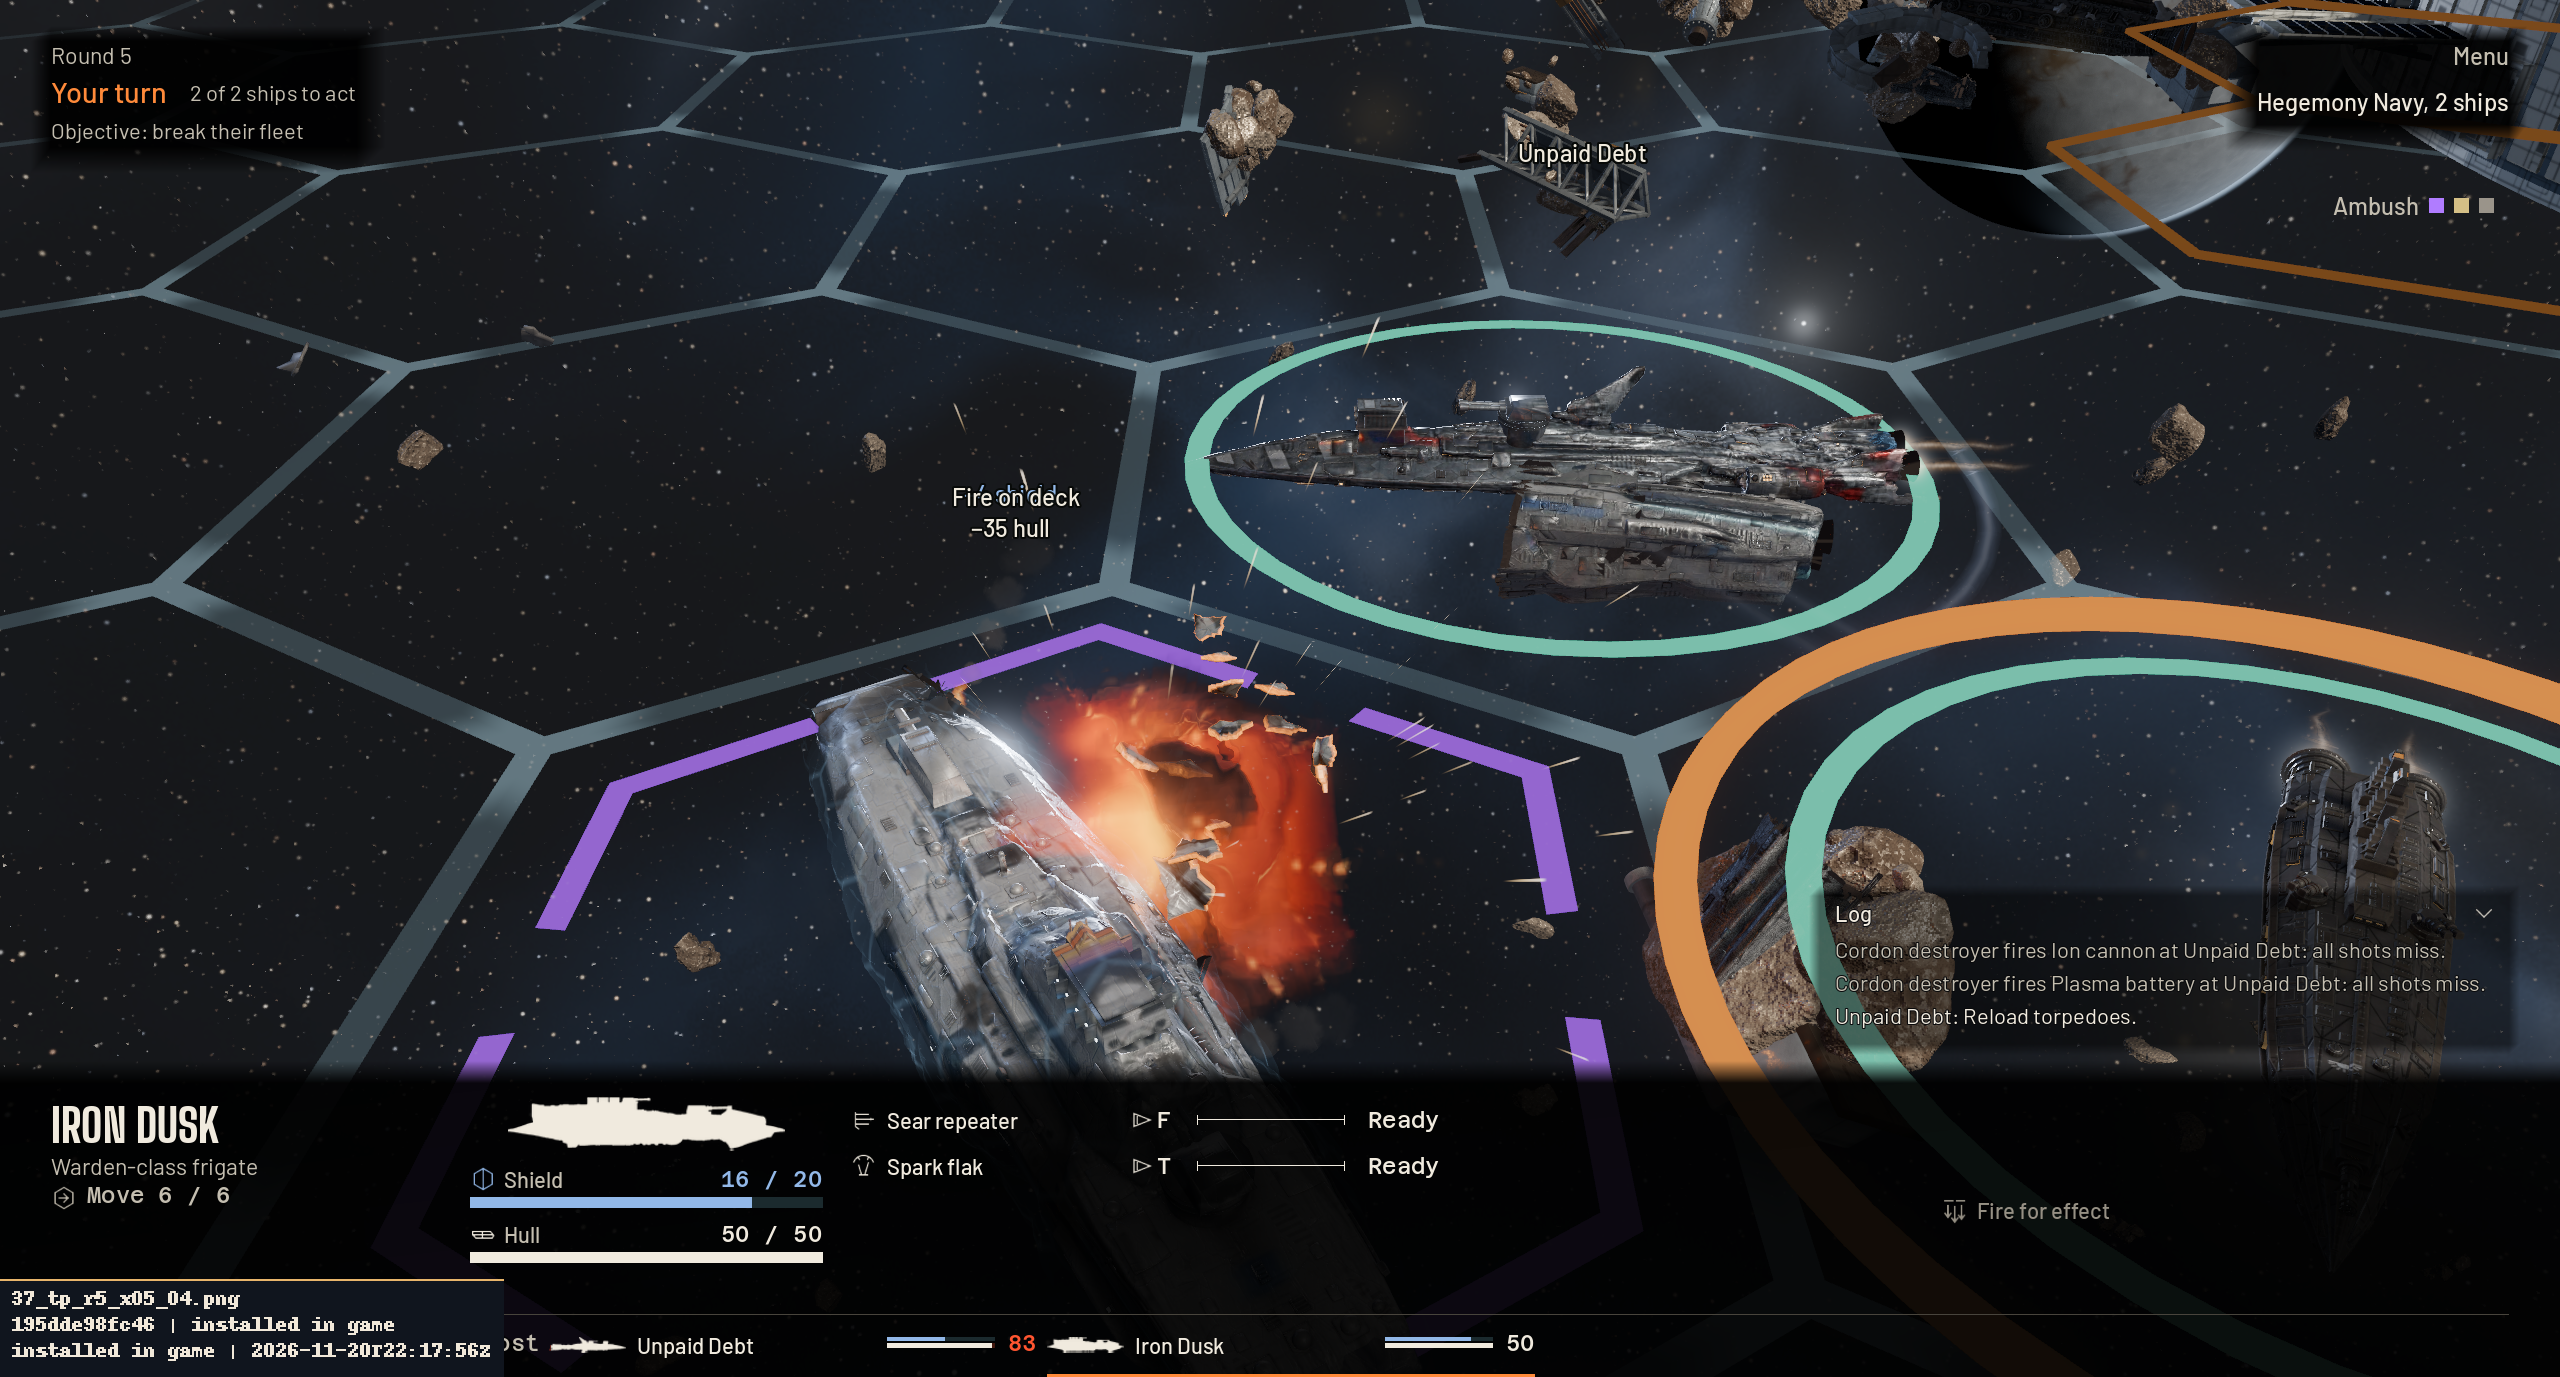 Round 5
Your turn 2 of 2 ships to act
Objective: break their fleet
Menu
Hegemony Navy, 2 ships
Ambush
Unpaid Debt
Fire on deck
−35 hull
Log
Cordon destroyer fires Ion cannon at Unpaid Debt: all shots miss.
Cordon destroyer fires Plasma battery at Unpaid Debt: all shots miss.
Unpaid Debt: Reload torpedoes.
IRON DUSK
Warden-class frigate
Move 6 / 6
Shield 16 / 20
Hull 50 / 50
Sear repeater F Ready
Spark flak T Ready
Fire for effect
Unpaid Debt 83 Iron Dusk 50
37_tp_r5_x05_04.png
195dde98fc46 | installed in game
installed in game | 2026-11-20T22:17:56Z